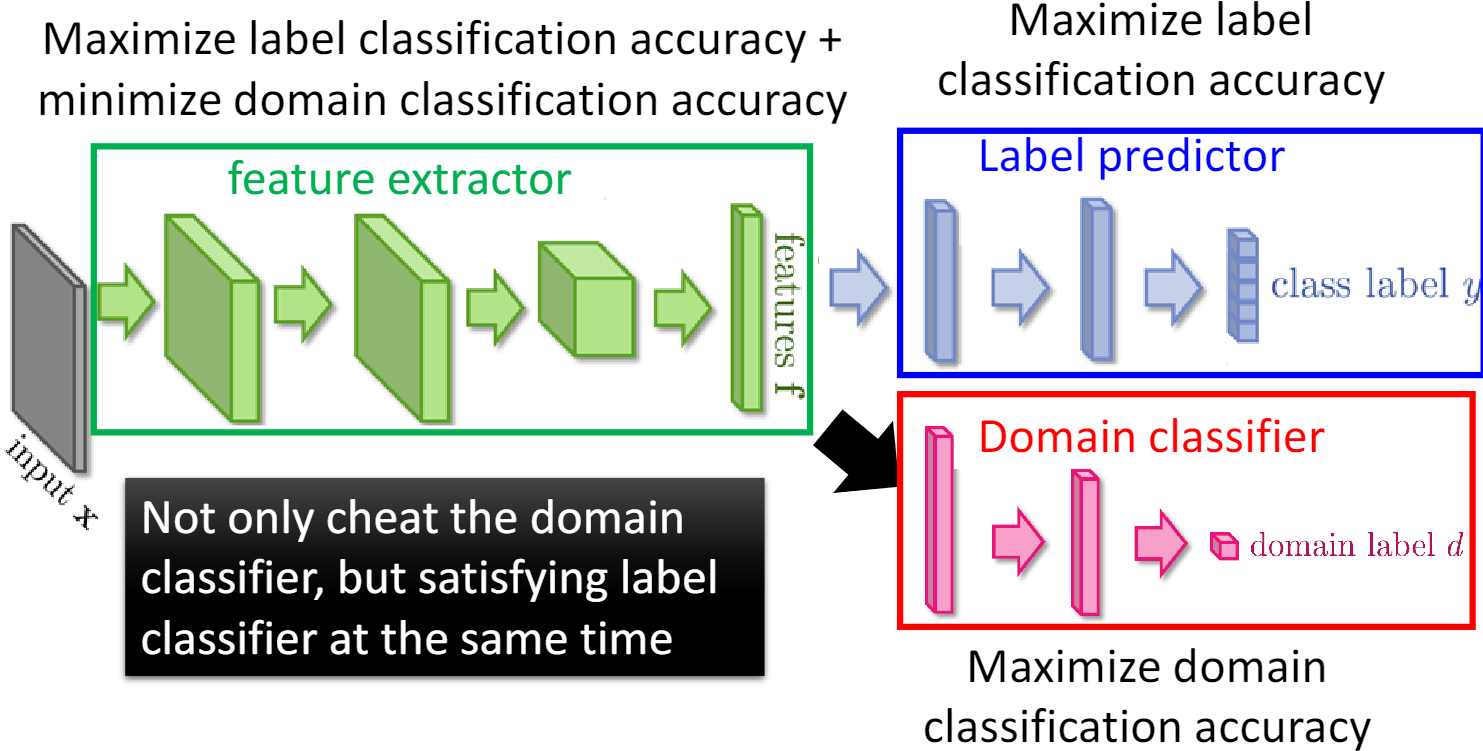 Maximize label classification accuracy +
minimize domain classification accuracy
Maximize label
classification accuracy
feature extractor
Label predictor
features f
class label y
input x
Domain classifier
domain label d
Not only cheat the domain
classifier, but satisfying label
classifier at the same time
Maximize domain
classification accuracy